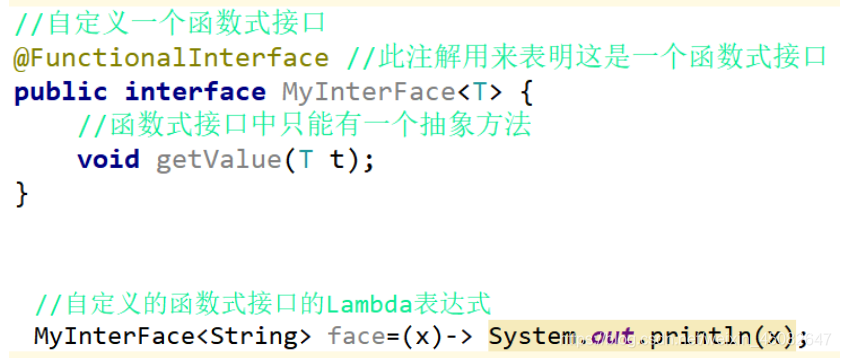 //自定义一个函数式接口
@FunctionalInterface //此注解用来表明这是一个函数式接口
public interface MyInterFace<T> {
//函数式接口中只能有一个抽象方法
void getValue(T t);
}
//自定义的函数式接口的Lambda表达式
MyInterFace<String> face=(x)-> System.out.println(x);